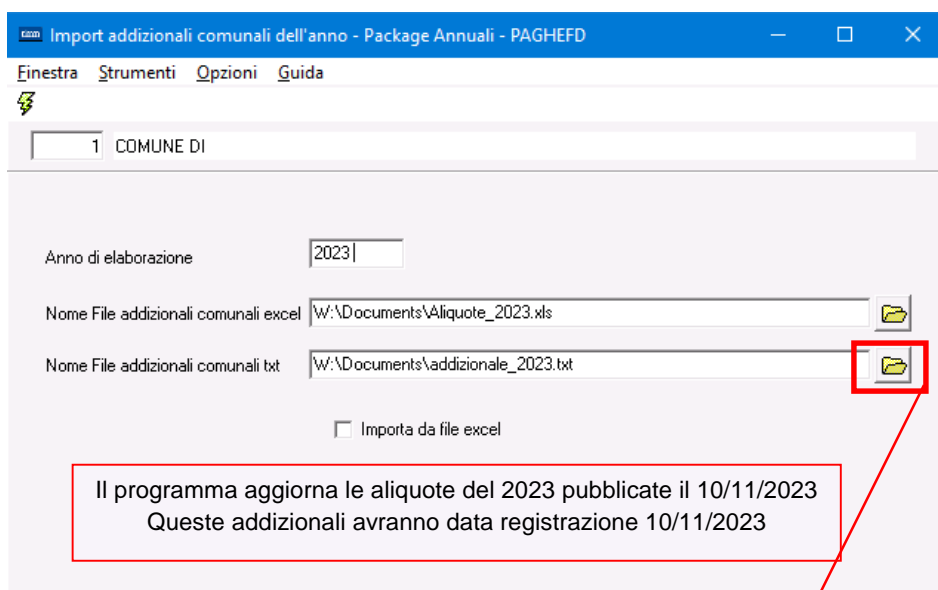 Import addizionali comunali dell'anno - Package Annuali - PAGHEFD
Finestra Strumenti Opzioni Guida
1 COMUNE DI
Anno di elaborazione 2023
Nome File addizionali comunali excel W:\Documents\Aliquote_2023.xls
Nome File addizionali comunali txt W:\Documents\addizionale_2023.txt
Importa da file excel
Il programma aggiorna le aliquote del 2023 pubblicate il 10/11/2023
Queste addizionali avranno data registrazione 10/11/2023